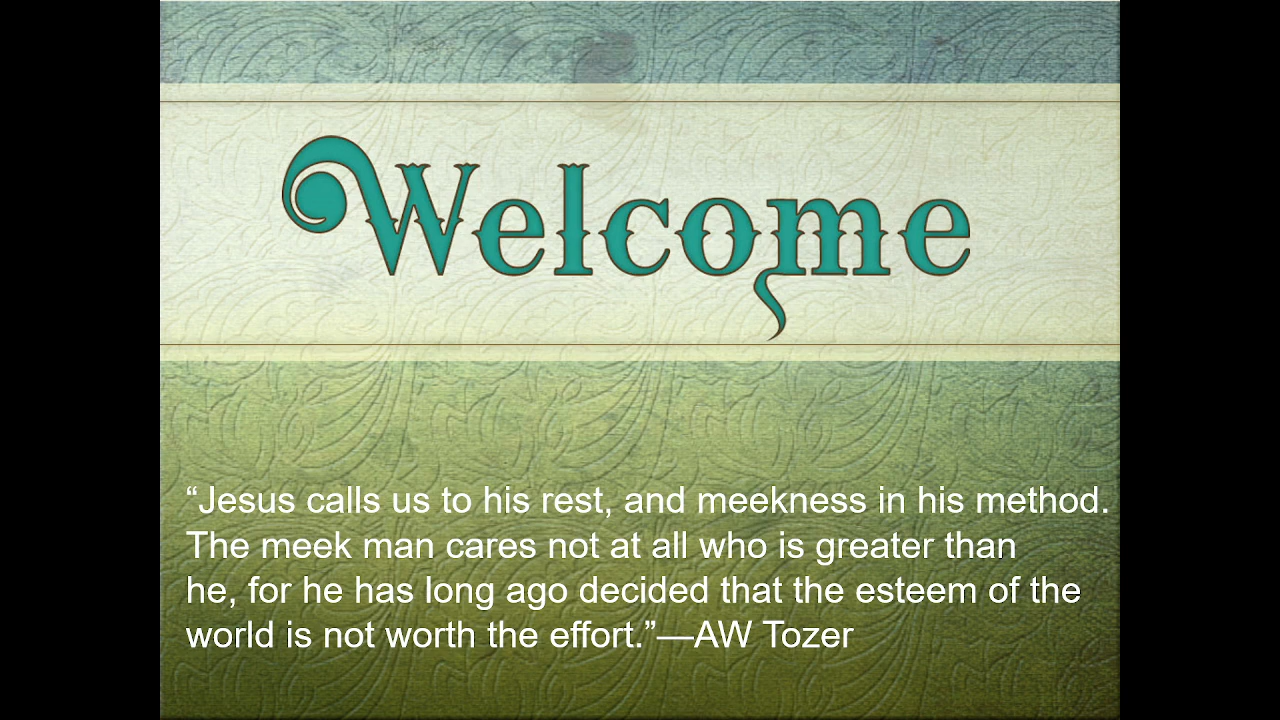 Welcome
“Jesus calls us to his rest, and meekness in his method.
The meek man cares not at all who is greater than
he, for he has long ago decided that the esteem of the
world is not worth the effort.”—AW Tozer